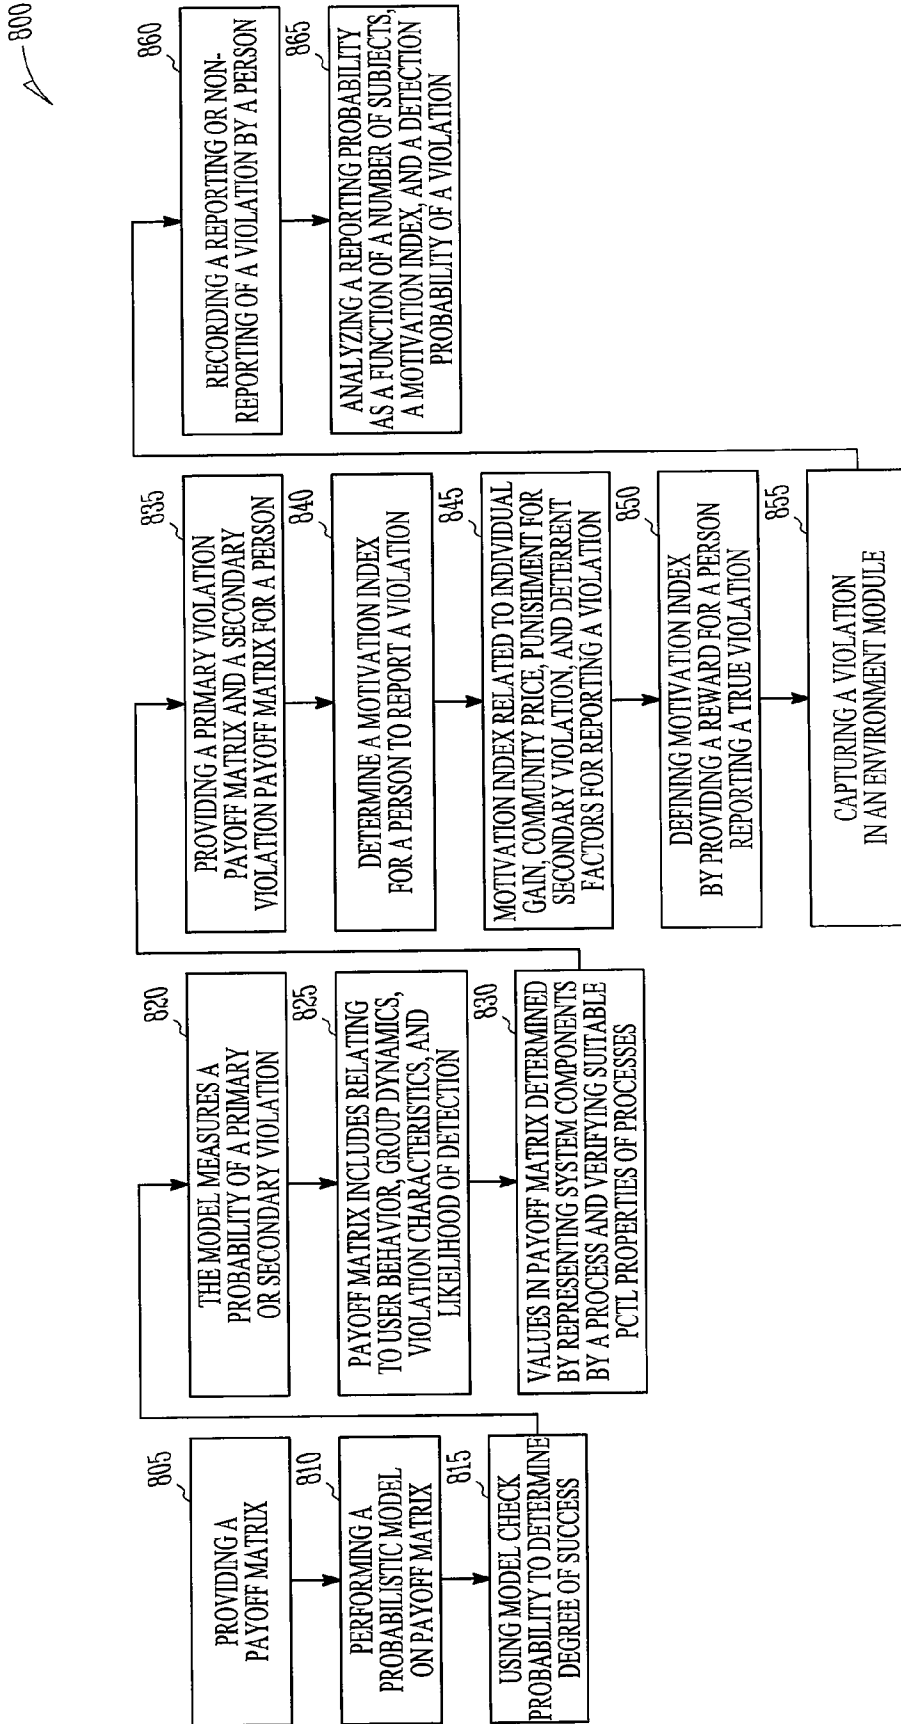 800
805
PROVIDING A
PAYOFF MATRIX
810
PERFORMING A
PROBABILISTIC MODEL
ON PAYOFF MATRIX
815
USING MODEL CHECK
PROBABILITY TO DETERMINE
DEGREE OF SUCCESS
820
THE MODEL MEASURES A
PROBABILITY OF A PRIMARY
OR SECONDARY VIOLATION
825
PAYOFF MATRIX INCLUDES RELATING
TO USER BEHAVIOR, GROUP DYNAMICS,
VIOLATION CHARACTERISTICS, AND
LIKELIHOOD OF DETECTION
830
VALUES IN PAYOFF MATRIX DETERMINED
BY REPRESENTING SYSTEM COMPONENTS
BY A PROCESS AND VERIFYING SUITABLE
PCTL PROPERTIES OF PROCESSES
835
PROVIDING A PRIMARY VIOLATION
PAYOFF MATRIX AND A SECONDARY
VIOLATION PAYOFF MATRIX FOR A PERSON
840
DETERMINE A MOTIVATION INDEX
FOR A PERSON TO REPORT A VIOLATION
845
MOTIVATION INDEX RELATED TO INDIVIDUAL
GAIN, COMMUNITY PRICE, PUNISHMENT FOR
SECONDARY VIOLATION, AND DETERRENT
FACTORS FOR REPORTING A VIOLATION
850
DEFINING MOTIVATION INDEX
BY PROVIDING A REWARD FOR A PERSON
REPORTING A TRUE VIOLATION
855
CAPTURING A VIOLATION
IN AN ENVIRONMENT MODULE
860
RECORDING A REPORTING OR NON-
REPORTING OF A VIOLATION BY A PERSON
865
ANALYZING A REPORTING PROBABILITY
AS A FUNCTION OF A NUMBER OF SUBJECTS,
A MOTIVATION INDEX, AND A DETECTION
PROBABILITY OF A VIOLATION